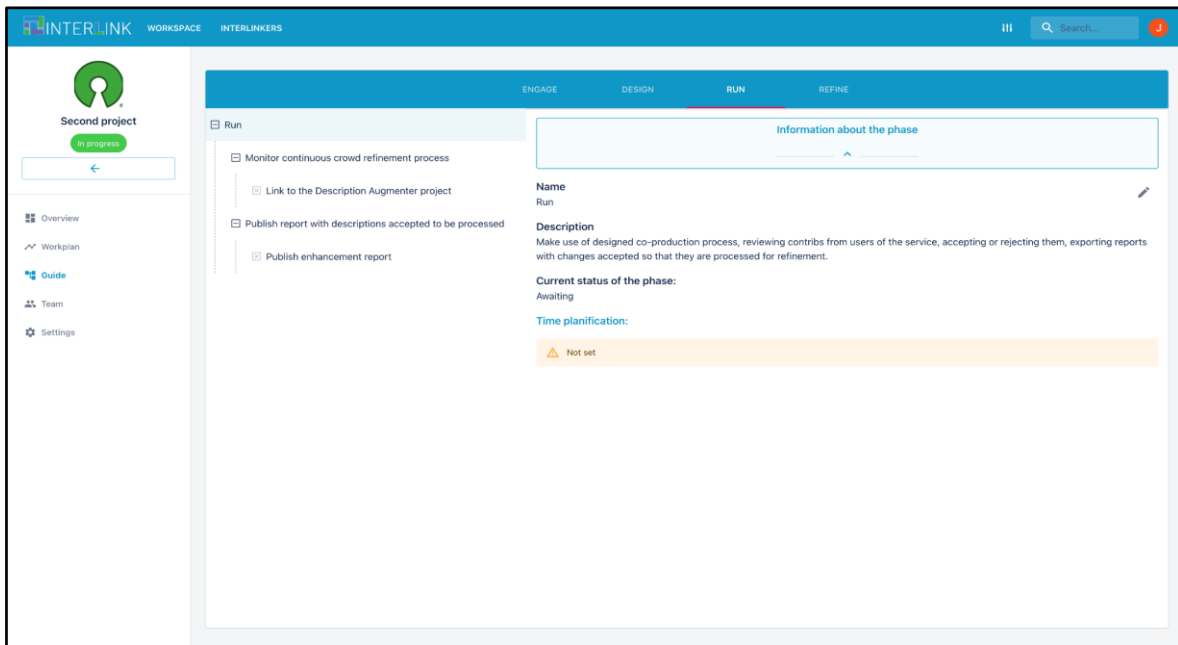 INTERLINK WORKSPACE INTERLINKERS Search... J
Second project
In progress
Overview
Workplan
Guide
Team
Settings
ENGAGE DESIGN RUN REFINE
Run
Monitor continuous crowd refinement process
Link to the Description Augmenter project
Publish report with descriptions accepted to be processed
Publish enhancement report
Information about the phase
Name
Run
Description
Make use of designed co-production process, reviewing contribs from users of the service, accepting or rejecting them, exporting reports
with changes accepted so that they are processed for refinement.
Current status of the phase:
Awaiting
Time planification:
Not set